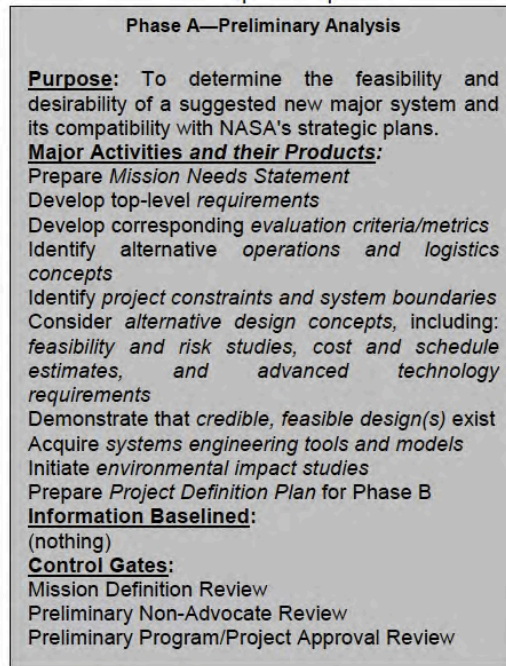 Phase A—Preliminary Analysis
Purpose: To determine the feasibility and
desirability of a suggested new major system and
its compatibility with NASA's strategic plans.
Major Activities and their Products:
Prepare Mission Needs Statement
Develop top-level requirements
Develop corresponding evaluation criteria/metrics
Identify alternative operations and logistics
concepts
Identify project constraints and system boundaries
Consider alternative design concepts, including:
feasibility and risk studies, cost and schedule
estimates, and advanced technology
requirements
Demonstrate that credible, feasible design(s) exist
Acquire systems engineering tools and models
Initiate environmental impact studies
Prepare Project Definition Plan for Phase B
Information Baselined:
(nothing)
Control Gates:
Mission Definition Review
Preliminary Non-Advocate Review
Preliminary Program/Project Approval Review